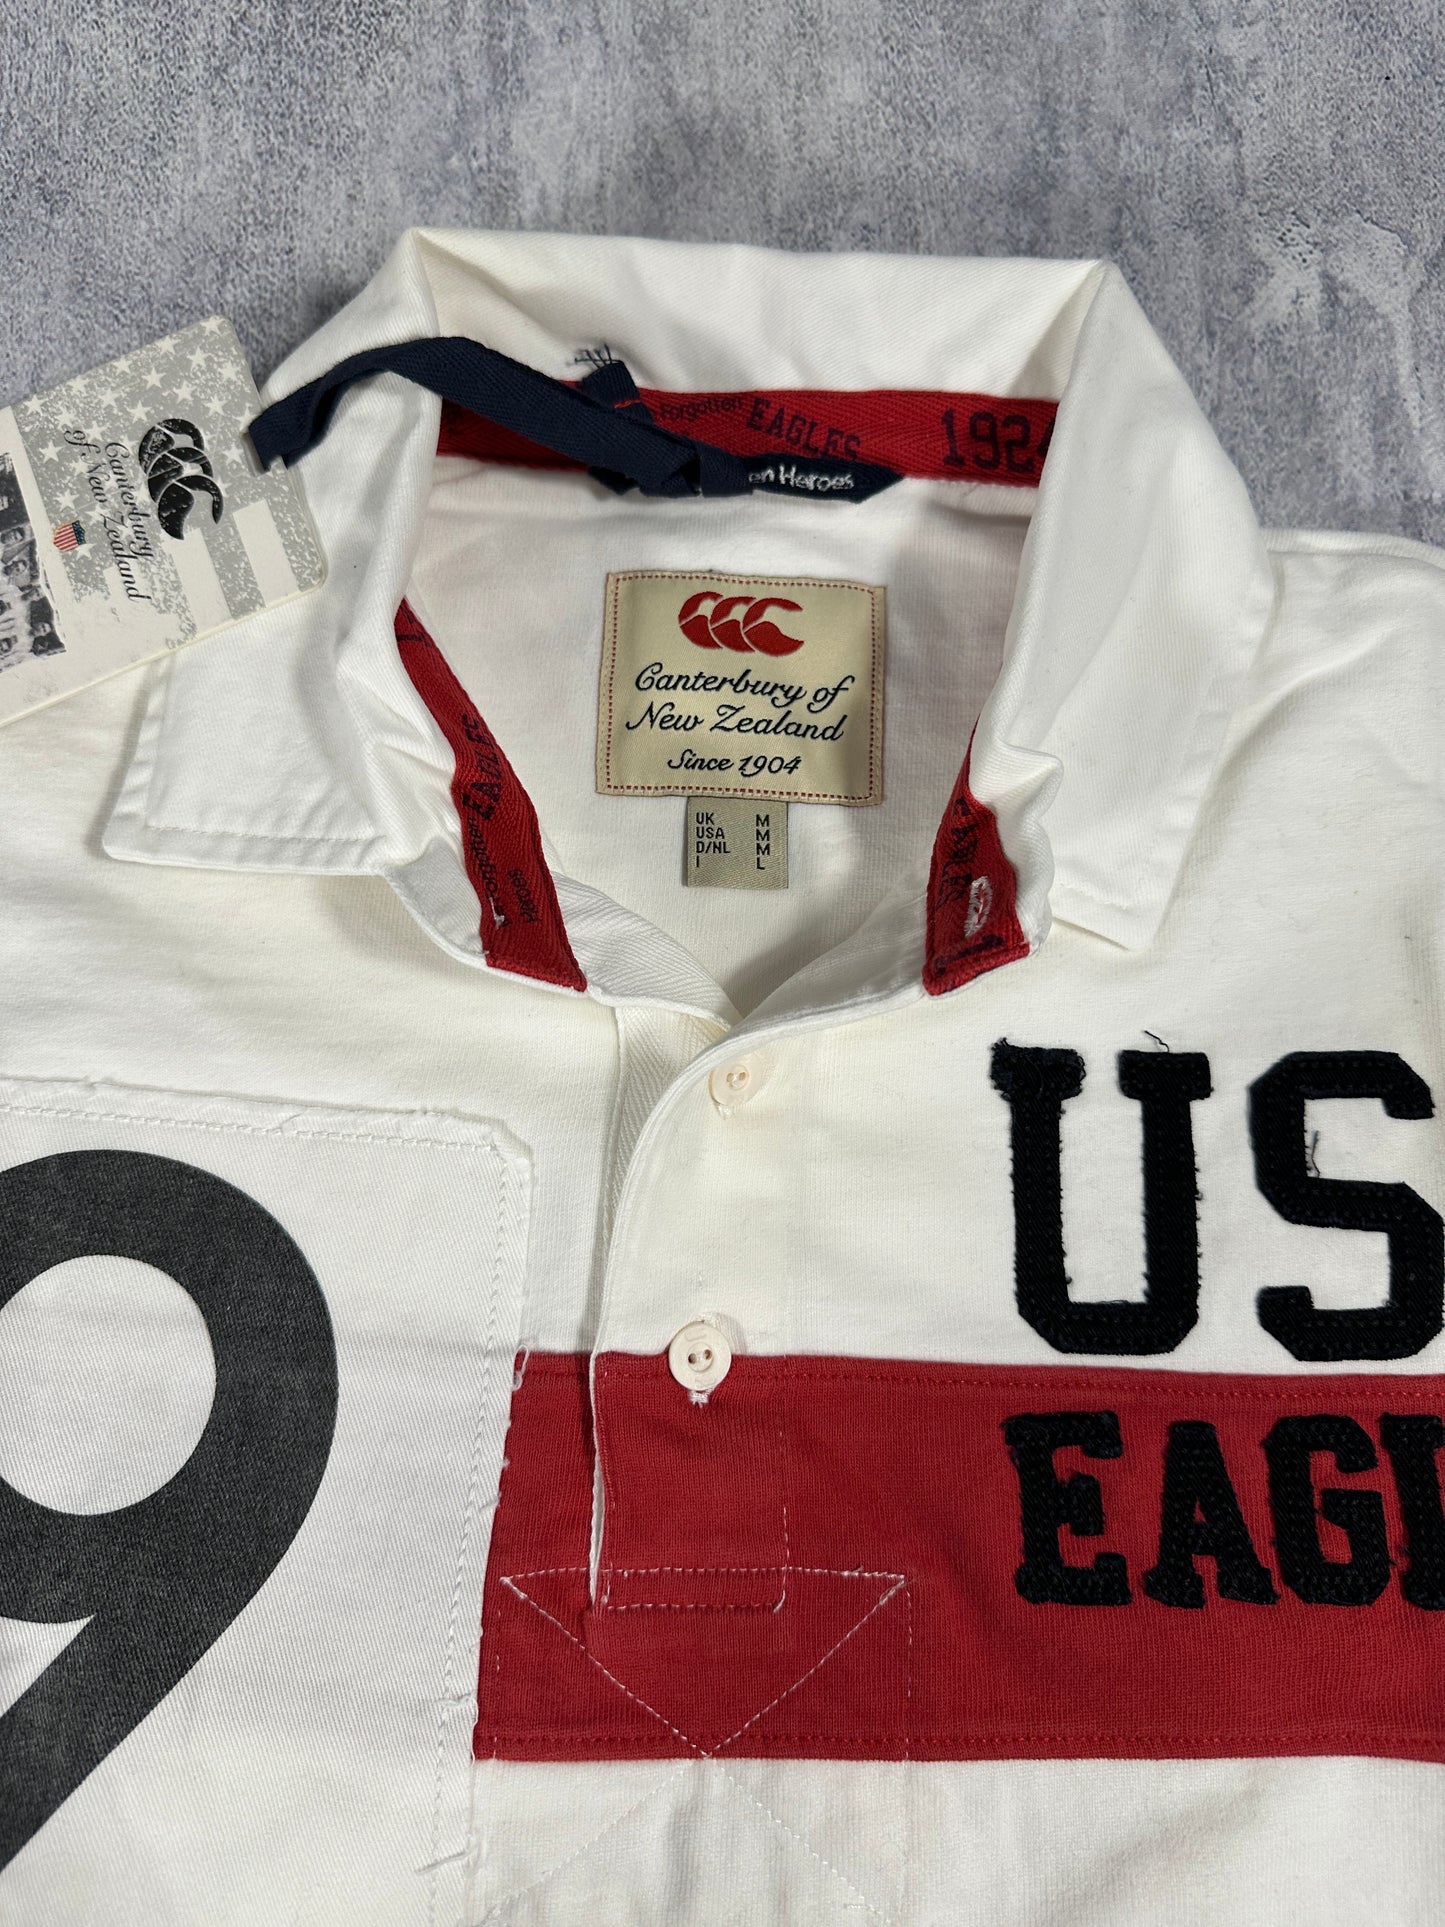 Canterbury
of New Zealand
Forgotten EAGLES 1924
en Heroes
Canterbury of
New Zealand
Since 1904
UK M
USA M
D/NL M
I L
EAGLES
Forgotten
Heroes
US
EAGL
9